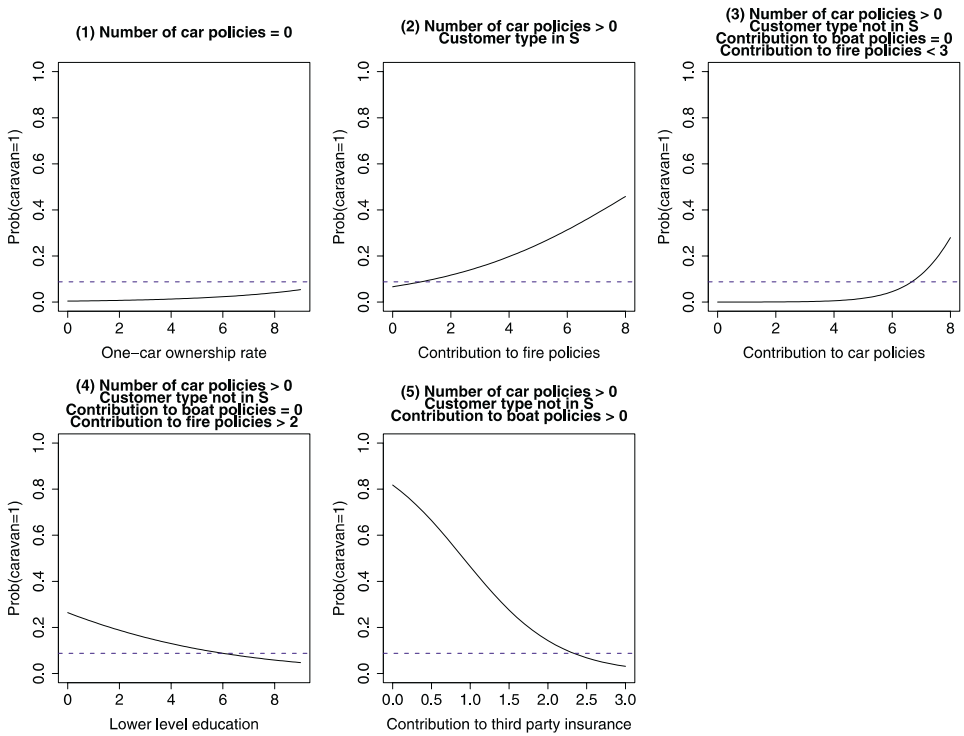 (1) Number of car policies = 0
Prob(caravan=1)
0.0 0.2 0.4 0.6 0.8 1.0
0 2 4 6 8
One−car ownership rate
(2) Number of car policies > 0
Customer type in S
Prob(caravan=1)
0.0 0.2 0.4 0.6 0.8 1.0
0 2 4 6 8
Contribution to fire policies
(3) Number of car policies > 0
Customer type not in S
Contribution to boat policies = 0
Contribution to fire policies < 3
Prob(caravan=1)
0.0 0.2 0.4 0.6 0.8 1.0
0 2 4 6 8
Contribution to car policies
(4) Number of car policies > 0
Customer type not in S
Contribution to boat policies = 0
Contribution to fire policies > 2
Prob(caravan=1)
0.0 0.2 0.4 0.6 0.8 1.0
0 2 4 6 8
Lower level education
(5) Number of car policies > 0
Customer type not in S
Contribution to boat policies > 0
Prob(caravan=1)
0.0 0.2 0.4 0.6 0.8 1.0
0.0 0.5 1.0 1.5 2.0 2.5 3.0
Contribution to third party insurance